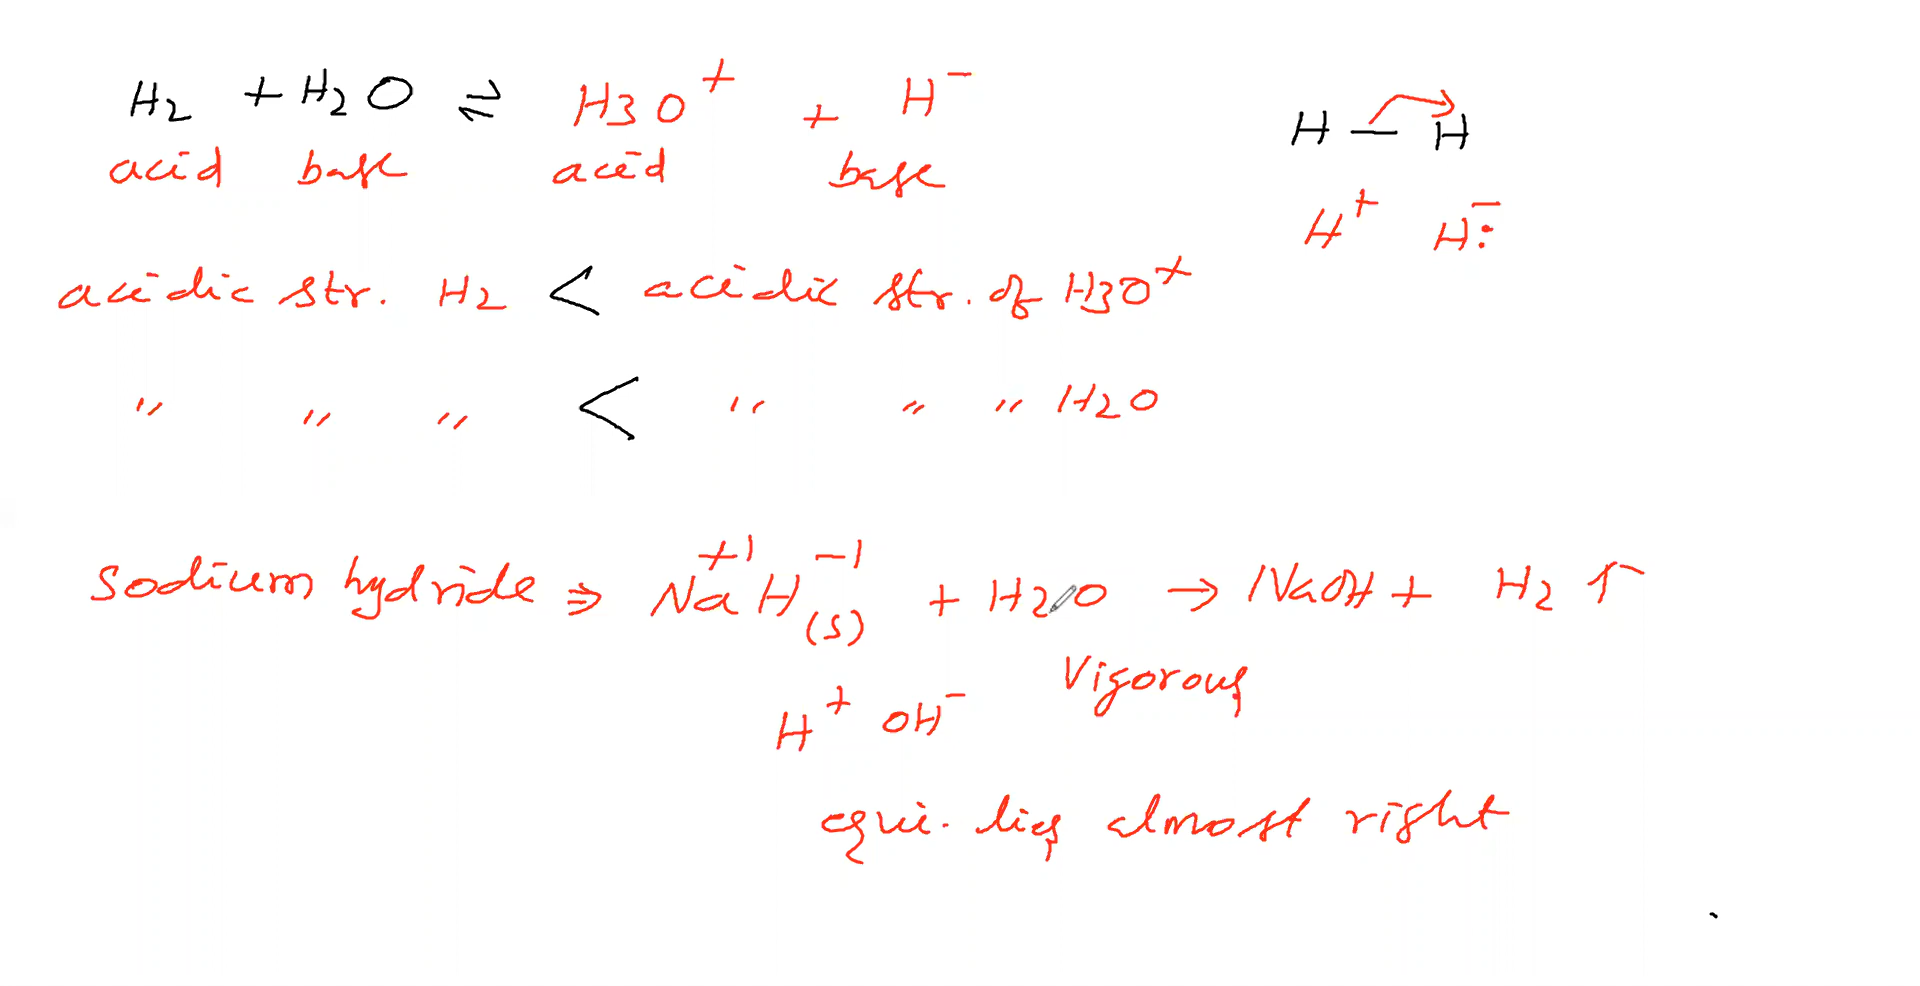 H2 + H2O ⇌ H3O+ + H-
acid base acid base
H — H
H+ H:-
acidic str. H2 < acidic str. of H3O+
" " " < " " " H2O
+1 -1
Sodium hydride ⇒ NaH(s) + H2O → NaOH + H2 ↑
Vigorous
H+ OH-
equi. lies almost right